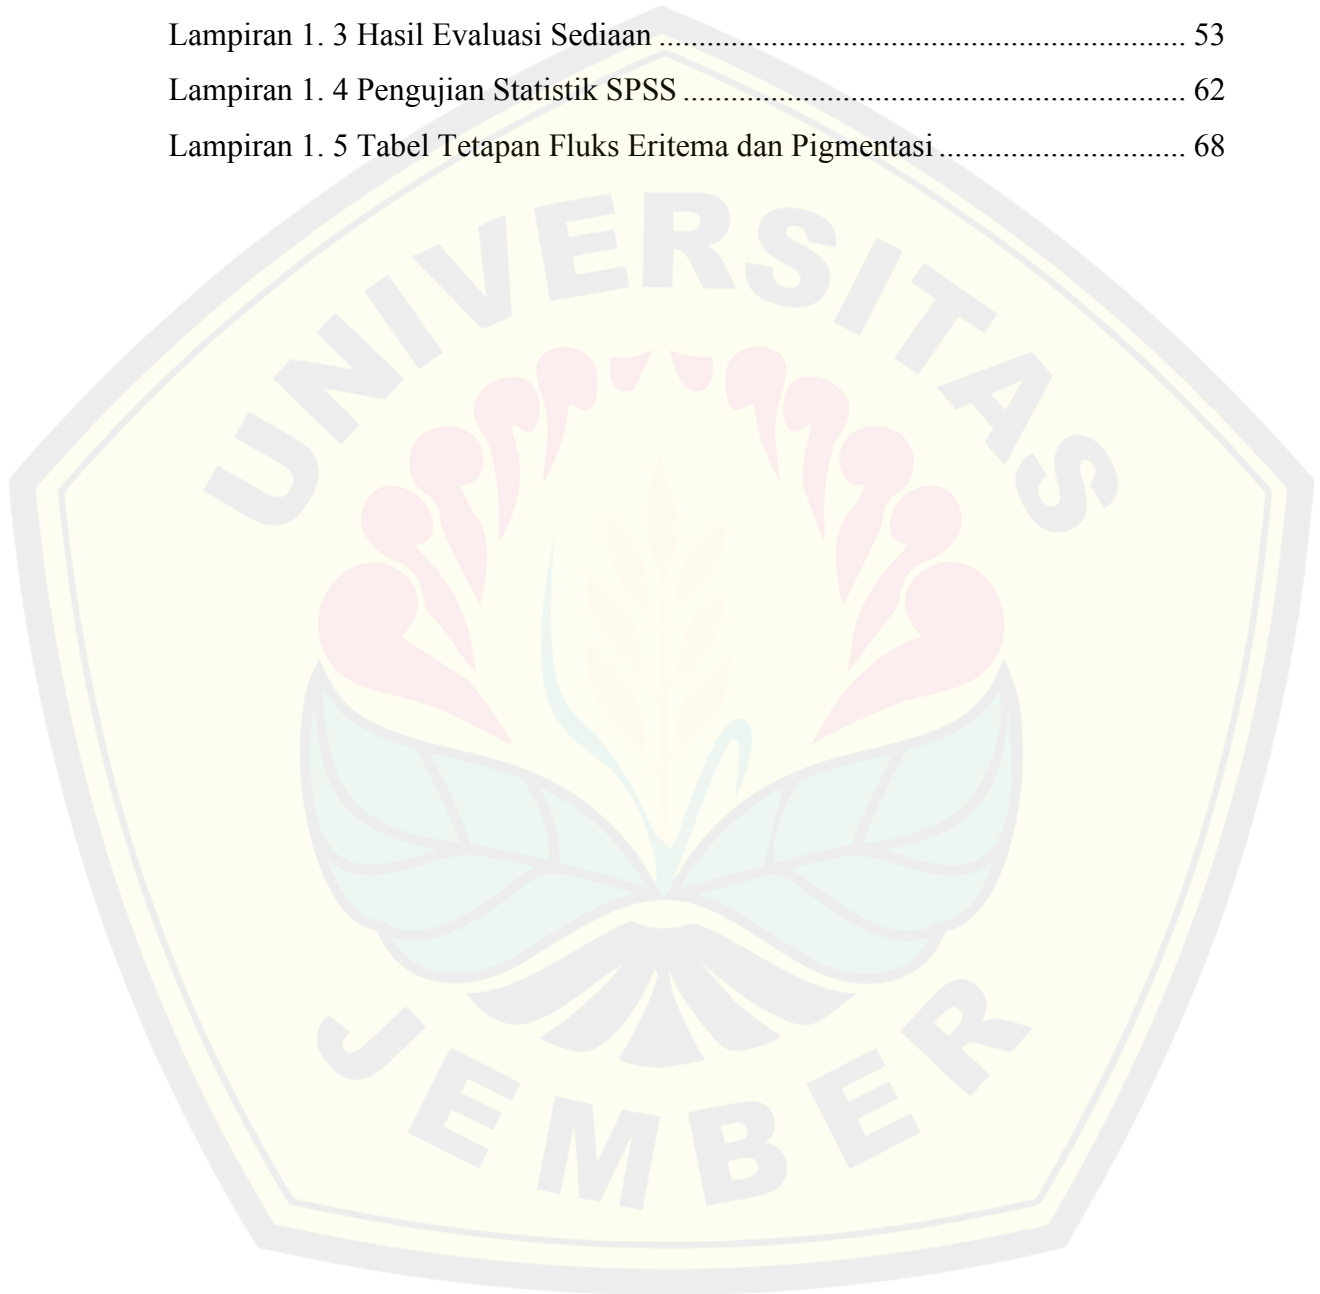 Lampiran 1. 3 Hasil Evaluasi Sediaan ................................................................... 53
Lampiran 1. 4 Pengujian Statistik SPSS ................................................................ 62
Lampiran 1. 5 Tabel Tetapan Fluks Eritema dan Pigmentasi ............................... 68
UNIVERSITAS
JEMBER